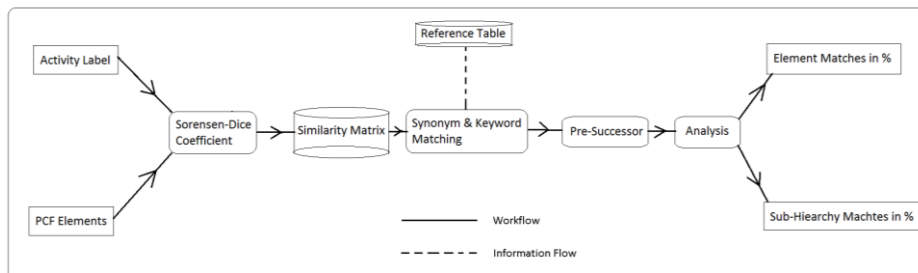 Reference Table
Activity Label
Element Matches in %
Sorensen-Dice
Coefficient
Similarity Matrix
Synonym & Keyword
Matching
Pre-Successor
Analysis
PCF Elements
Sub-Hiearchy Machtes in %
Workflow
Information Flow